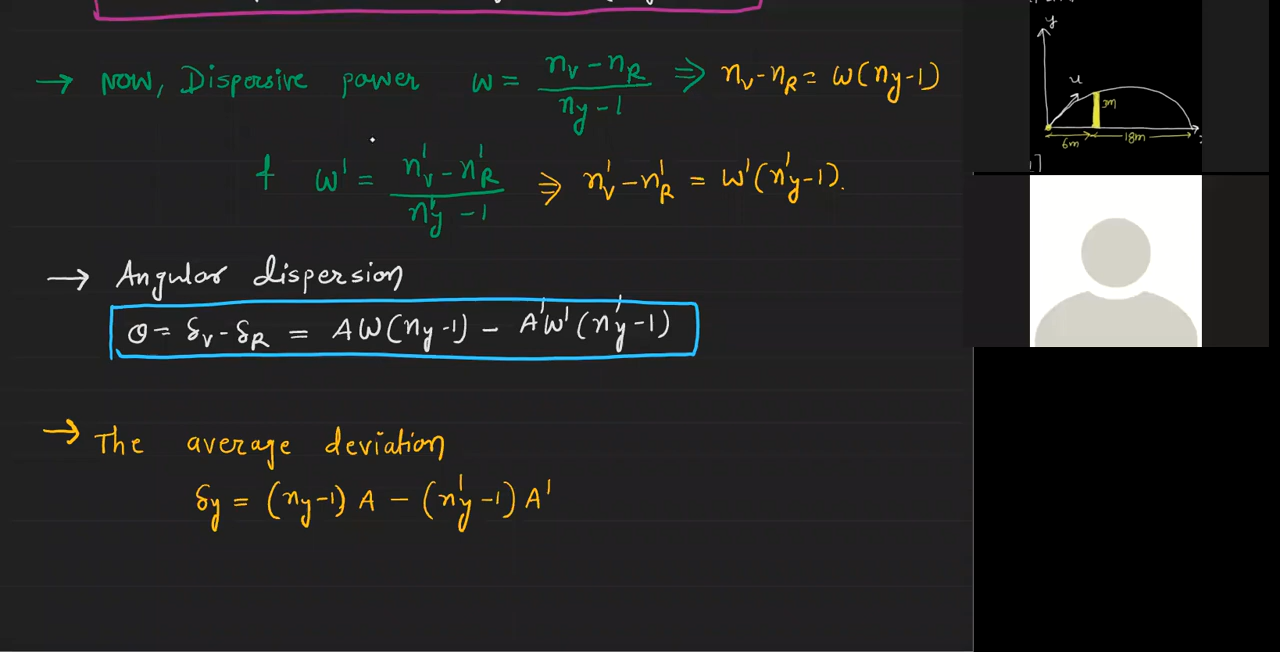 → Now, Dispersive power ω = (n_V − n_R)/(n_y − 1) ⇒ n_V − n_R = ω(n_y − 1)
f ω' = (n'_V − n'_R)/(n'_y − 1) ⇒ n'_V − n'_R = ω'(n'_y − 1).
→ Angular dispersion
θ = δ_V − δ_R = Aω(n_y − 1) − A'ω'(n'_y − 1)
→ The average deviation
δ_y = (n_y − 1) A − (n'_y − 1) A'
y
u
3m
6m
18m